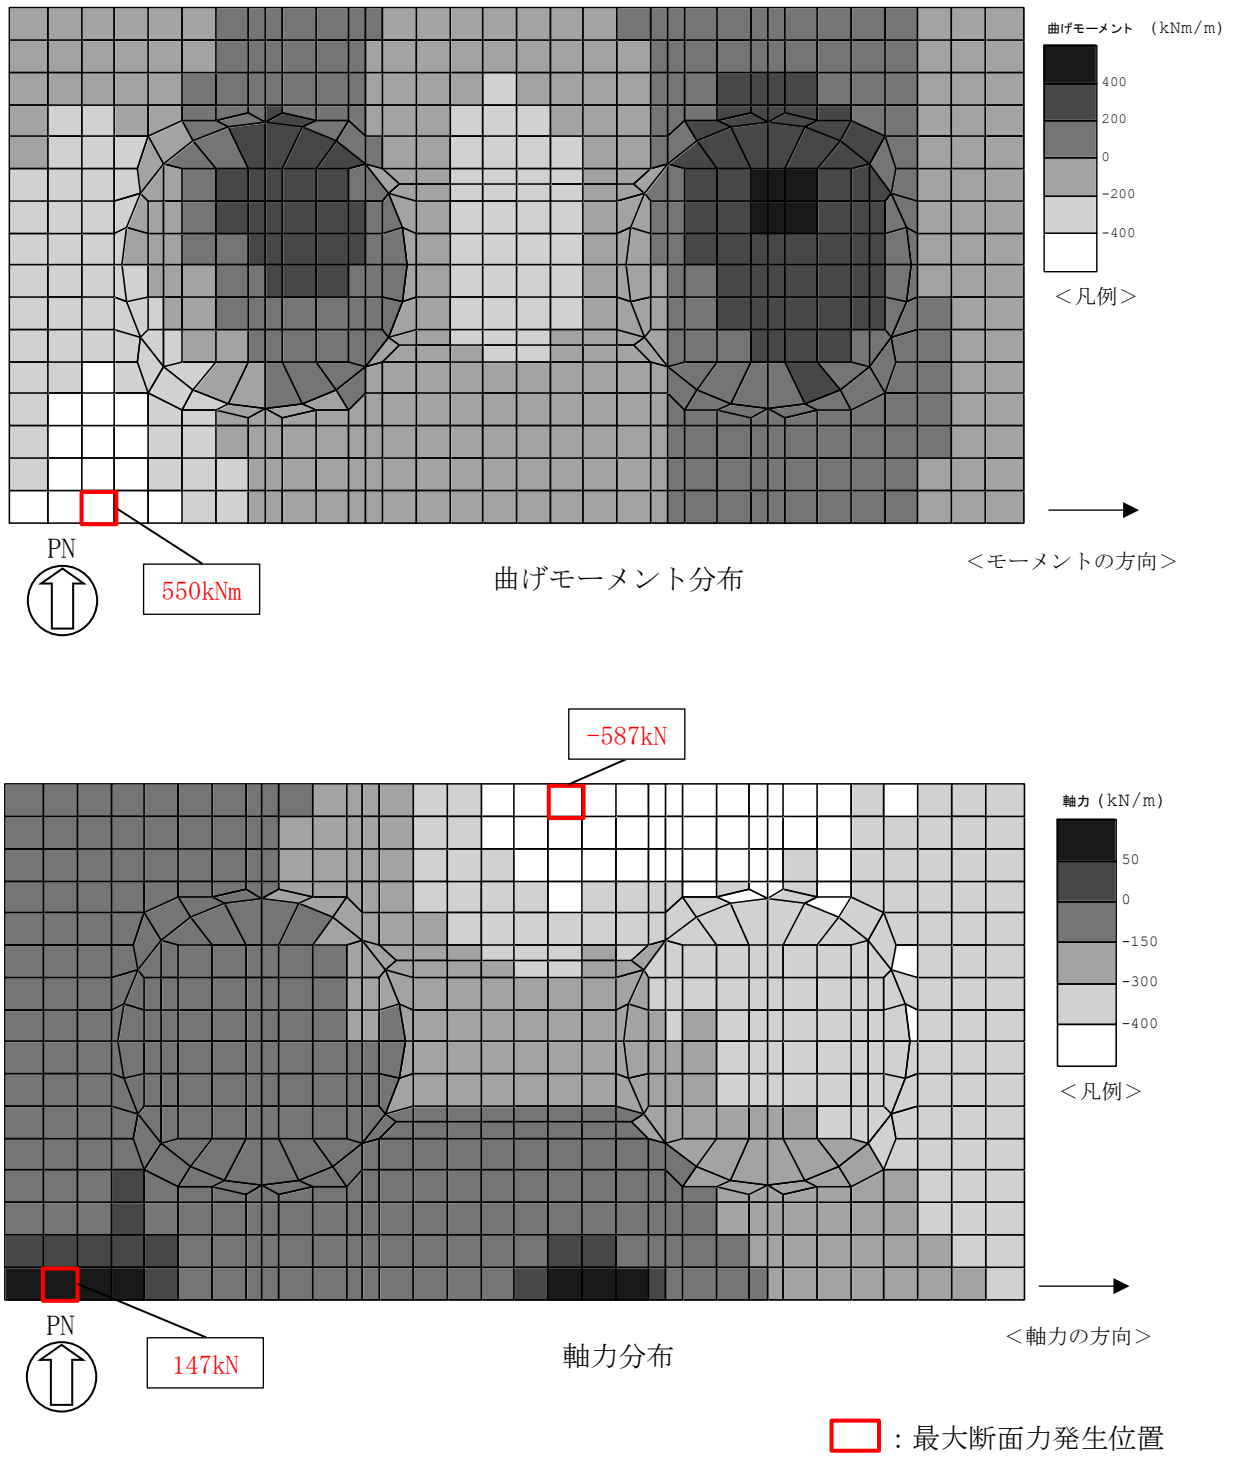 曲げモーメント (kNm/m)
400
200
0
-200
-400
＜凡例＞
PN
550kNm
曲げモーメント分布
＜モーメントの方向＞
-587kN
軸力 (kN/m)
50
0
-150
-300
-400
＜凡例＞
PN
147kN
軸力分布
＜軸力の方向＞
：最大断面力発生位置